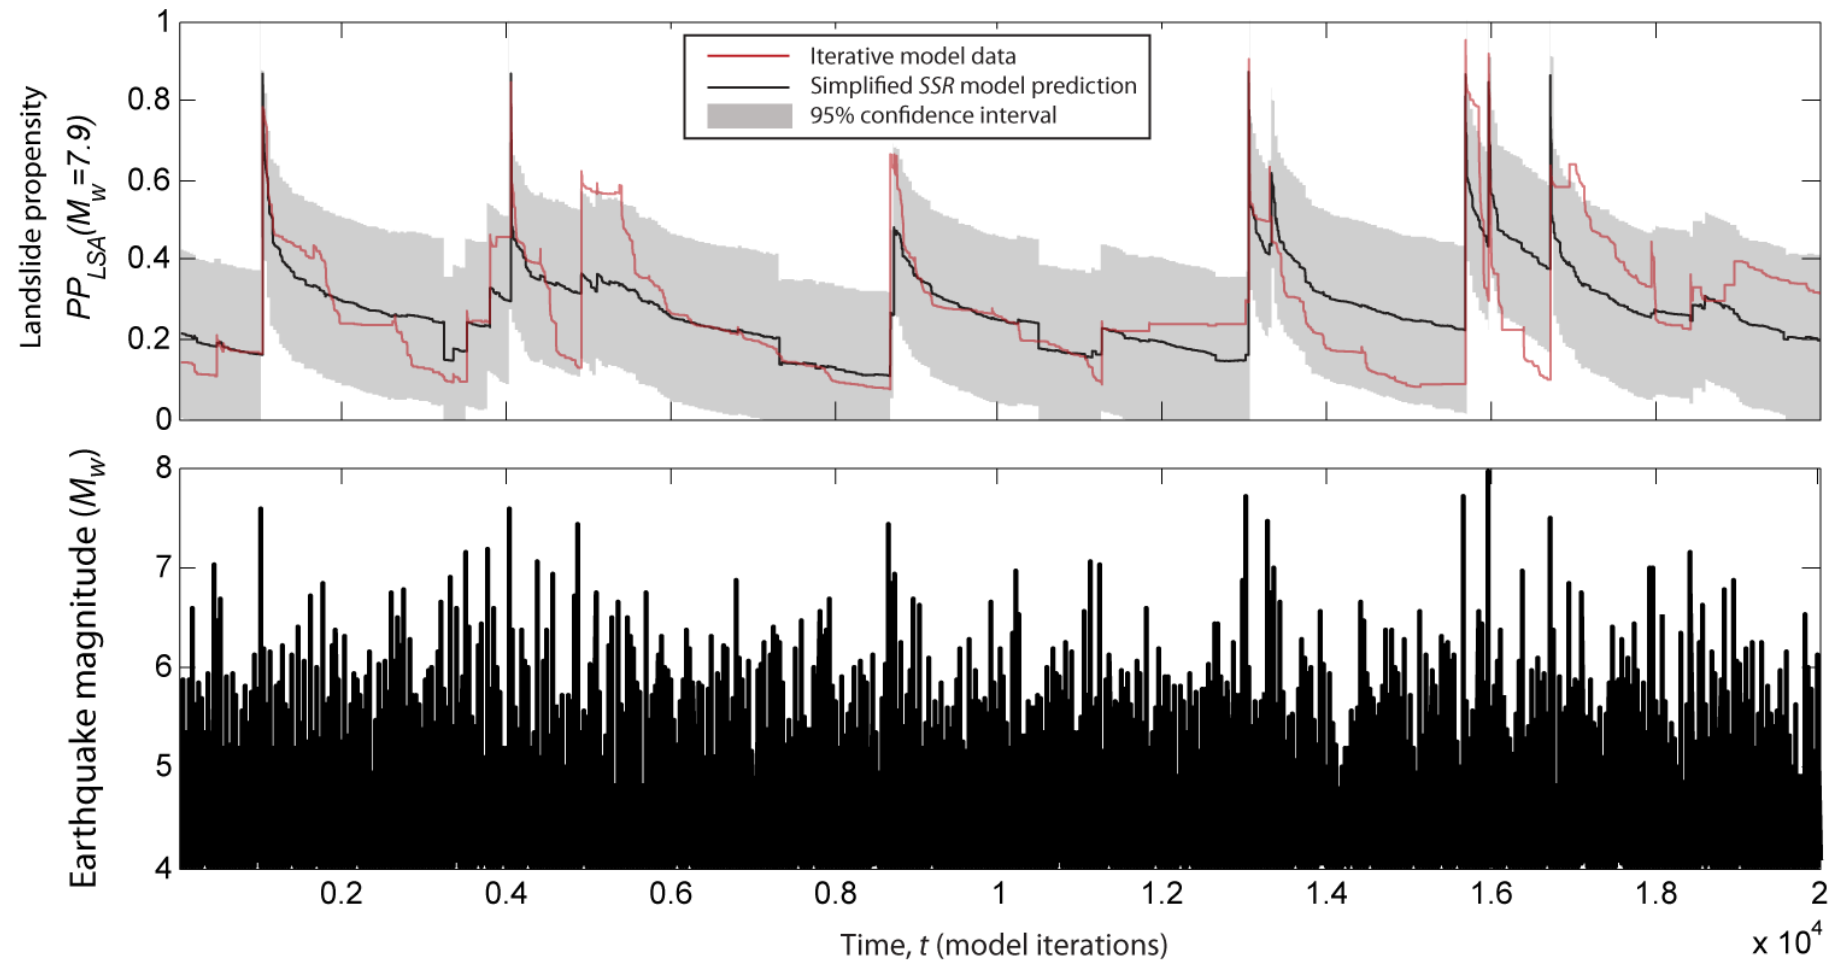 1
0.8
0.6
0.4
0.2
0
Landslide propensity
PP_LSA(M_w=7.9)
Iterative model data
Simplified SSR model prediction
95% confidence interval
8
7
6
5
4
Earthquake magnitude (M_w)
0.2 0.4 0.6 0.8 1 1.2 1.4 1.6 1.8 2
Time, t (model iterations)
x 10^4